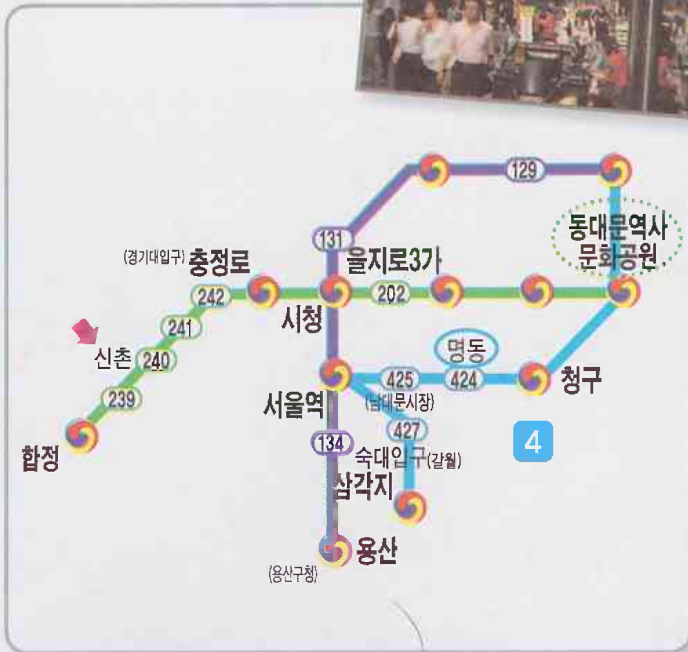 129
동대문역사
문화공원
131
을지로3가
(경기대입구) 충정로
242
202
시청
241
신촌 240
명동
239
425
424
청구
서울역
(남대문시장)
427
4
합정
134
숙대입구(갈월)
삼각지
용산
(용산구청)